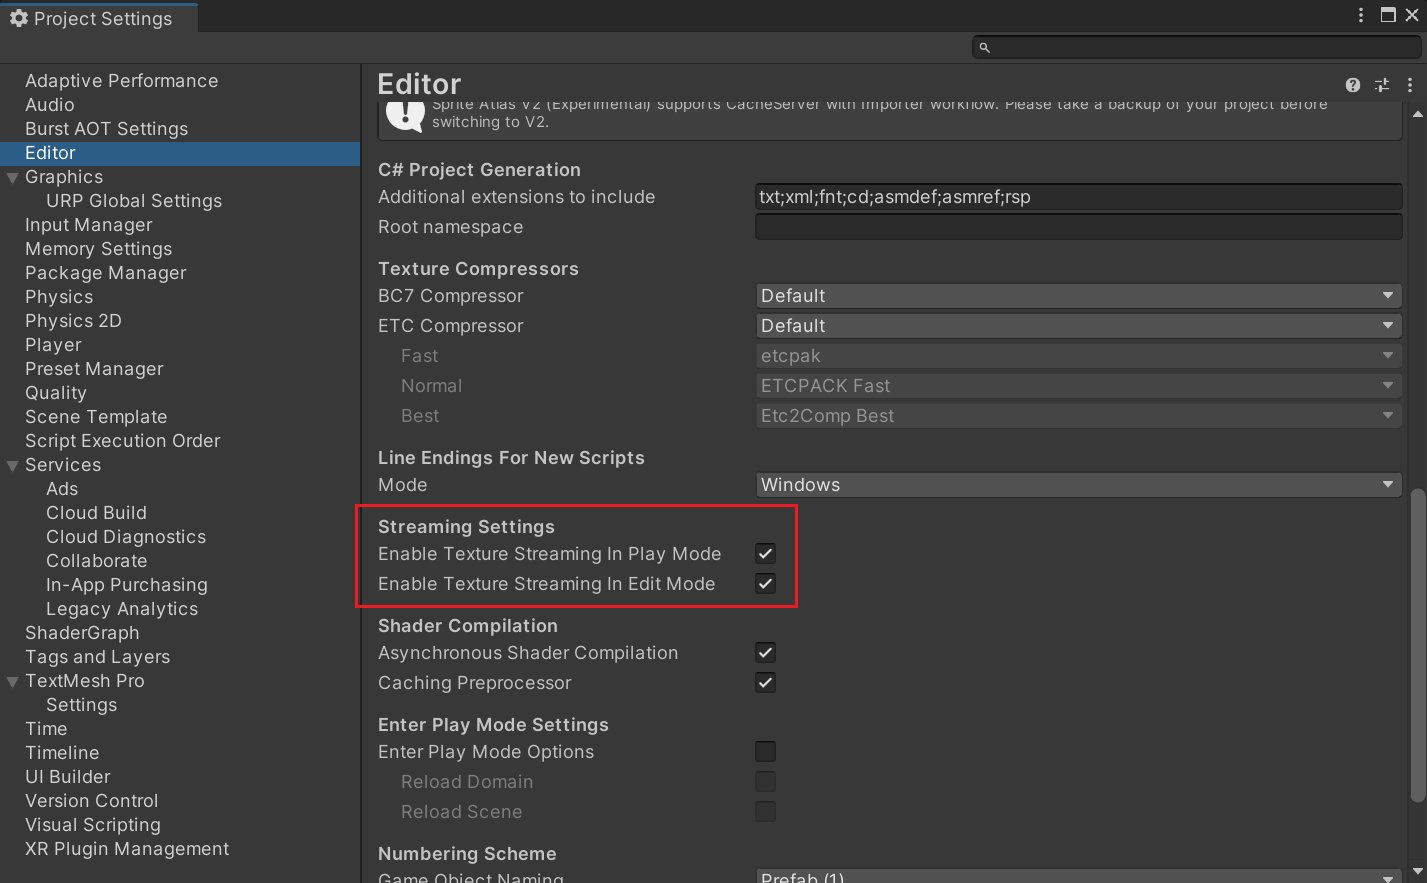 Project Settings
Adaptive Performance
Audio
Burst AOT Settings
Editor
Graphics
URP Global Settings
Input Manager
Memory Settings
Package Manager
Physics
Physics 2D
Player
Preset Manager
Quality
Scene Template
Script Execution Order
Services
Ads
Cloud Build
Cloud Diagnostics
Collaborate
In-App Purchasing
Legacy Analytics
ShaderGraph
Tags and Layers
TextMesh Pro
Settings
Time
Timeline
UI Builder
Version Control
Visual Scripting
XR Plugin Management
Editor
Sprite Atlas V2 (Experimental) supports CacheServer with Importer workflow. Please take a backup of your project before
switching to V2.
C# Project Generation
Additional extensions to include txt;xml;fnt;cd;asmdef;asmref;rsp
Root namespace
Texture Compressors
BC7 Compressor Default
ETC Compressor Default
Fast etcpak
Normal ETCPACK Fast
Best Etc2Comp Best
Line Endings For New Scripts
Mode Windows
Streaming Settings
Enable Texture Streaming In Play Mode
Enable Texture Streaming In Edit Mode
Shader Compilation
Asynchronous Shader Compilation
Caching Preprocessor
Enter Play Mode Settings
Enter Play Mode Options
Reload Domain
Reload Scene
Numbering Scheme
Game Object Naming Prefab (1)